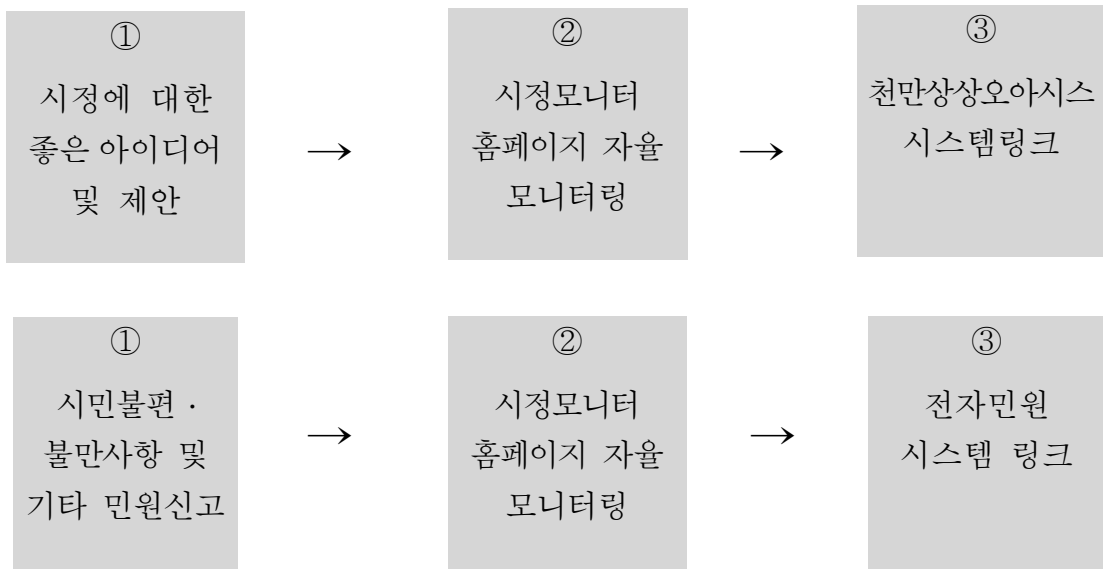 ①
시정에 대한
좋은 아이디어
및 제안
→
②
시정모니터
홈페이지 자율
모니터링
→
③
천만상상오아시스
시스템링크
①
시민불편 ·
불만사항 및
기타 민원신고
→
②
시정모니터
홈페이지 자율
모니터링
→
③
전자민원
시스템 링크